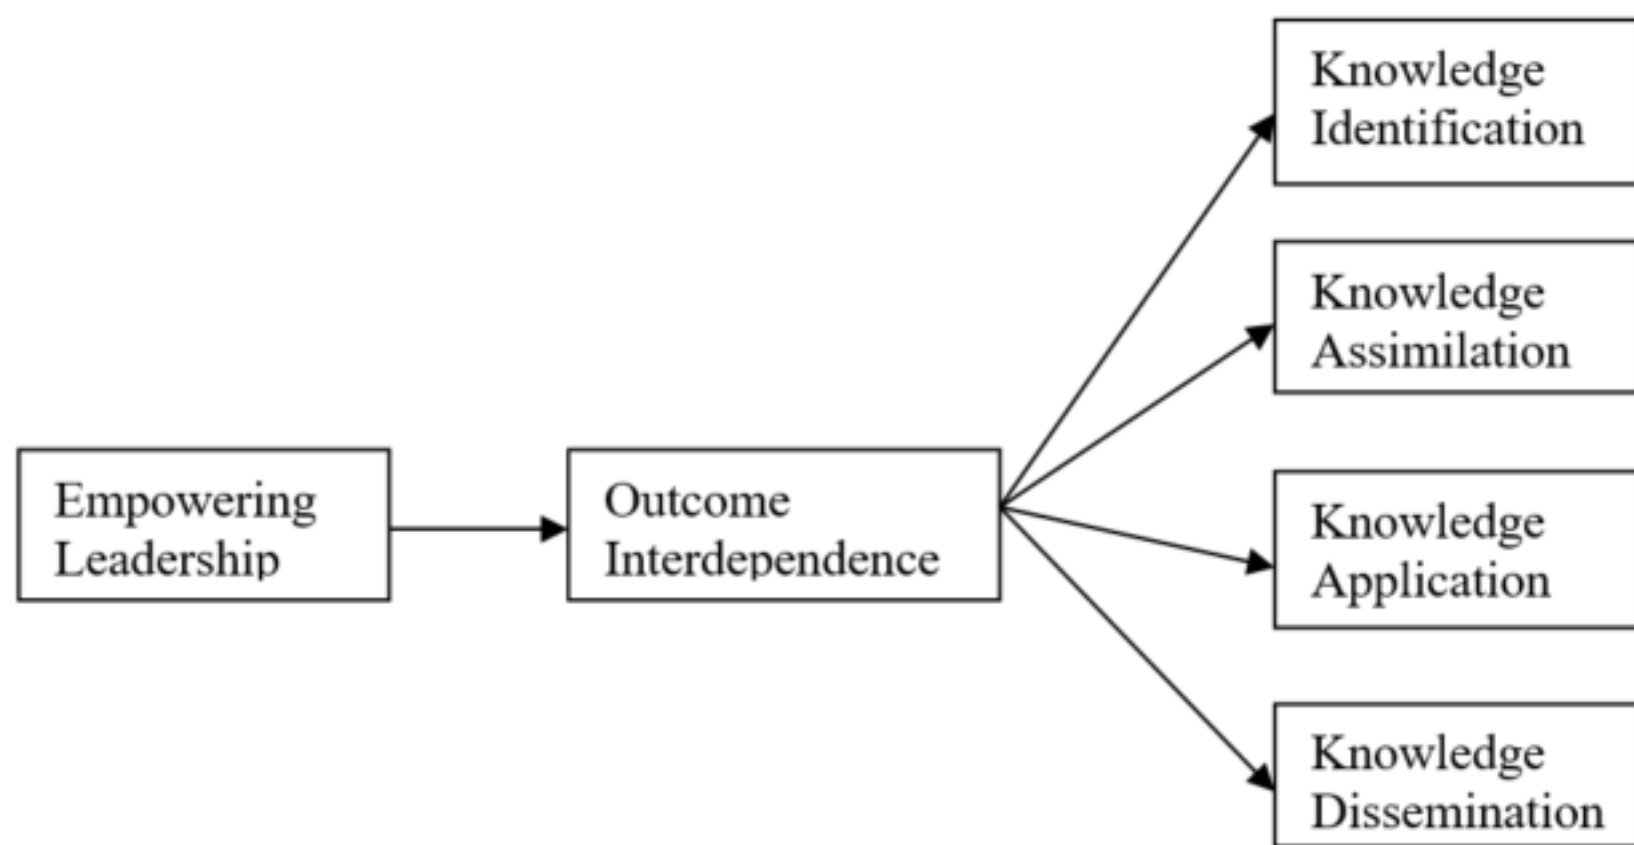 Knowledge
Identification
Knowledge
Assimilation
Empowering
Leadership
Outcome
Interdependence
Knowledge
Application
Knowledge
Dissemination